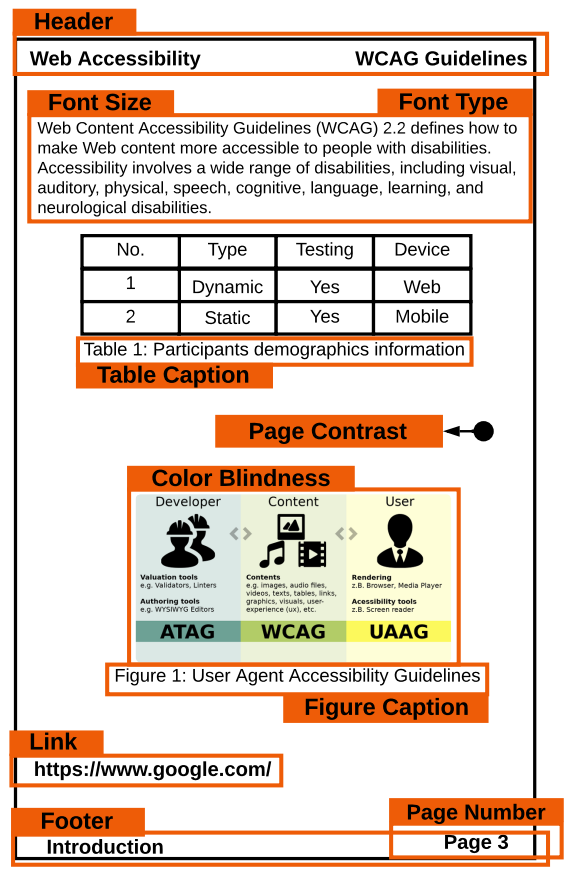 Header
Web Accessibility WCAG Guidelines
Font Size Font Type
Web Content Accessibility Guidelines (WCAG) 2.2 defines how to
make Web content more accessible to people with disabilities.
Accessibility involves a wide range of disabilities, including visual,
auditory, physical, speech, cognitive, language, learning, and
neurological disabilities.
No. Type Testing Device
1 Dynamic Yes Web
2 Static Yes Mobile
Table 1: Participants demographics information
Table Caption
Page Contrast
Color Blindness
Developer Content User
Valuation tools
e.g. Validators, Linters
Authoring tools
e.g. WYSIWYG Editors
Contents
e.g. images, audio files,
videos, texts, tables, links,
graphics, visuals, user-
experience (ux), etc.
Rendering
z.B. Browser, Media Player
Acessibility tools
z.B. Screen reader
ATAG WCAG UAAG
Figure 1: User Agent Accessibility Guidelines
Figure Caption
Link
https://www.google.com/
Footer Page Number
Introduction Page 3